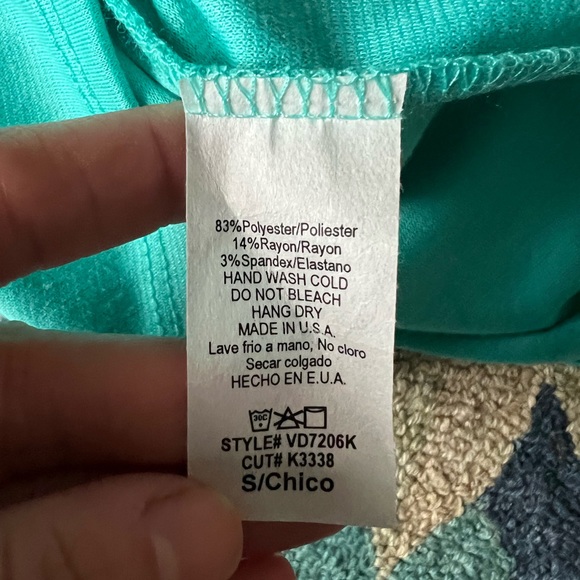 83%Polyester/Poliester
14%Rayon/Rayon
3%Spandex/Elastano
HAND WASH COLD
DO NOT BLEACH
HANG DRY
MADE IN U.S.A.
Lave frio a mano, No cloro
Secar colgado
HECHO EN E.U.A.
30C
STYLE# VD7206K
CUT# K3338
S/Chico